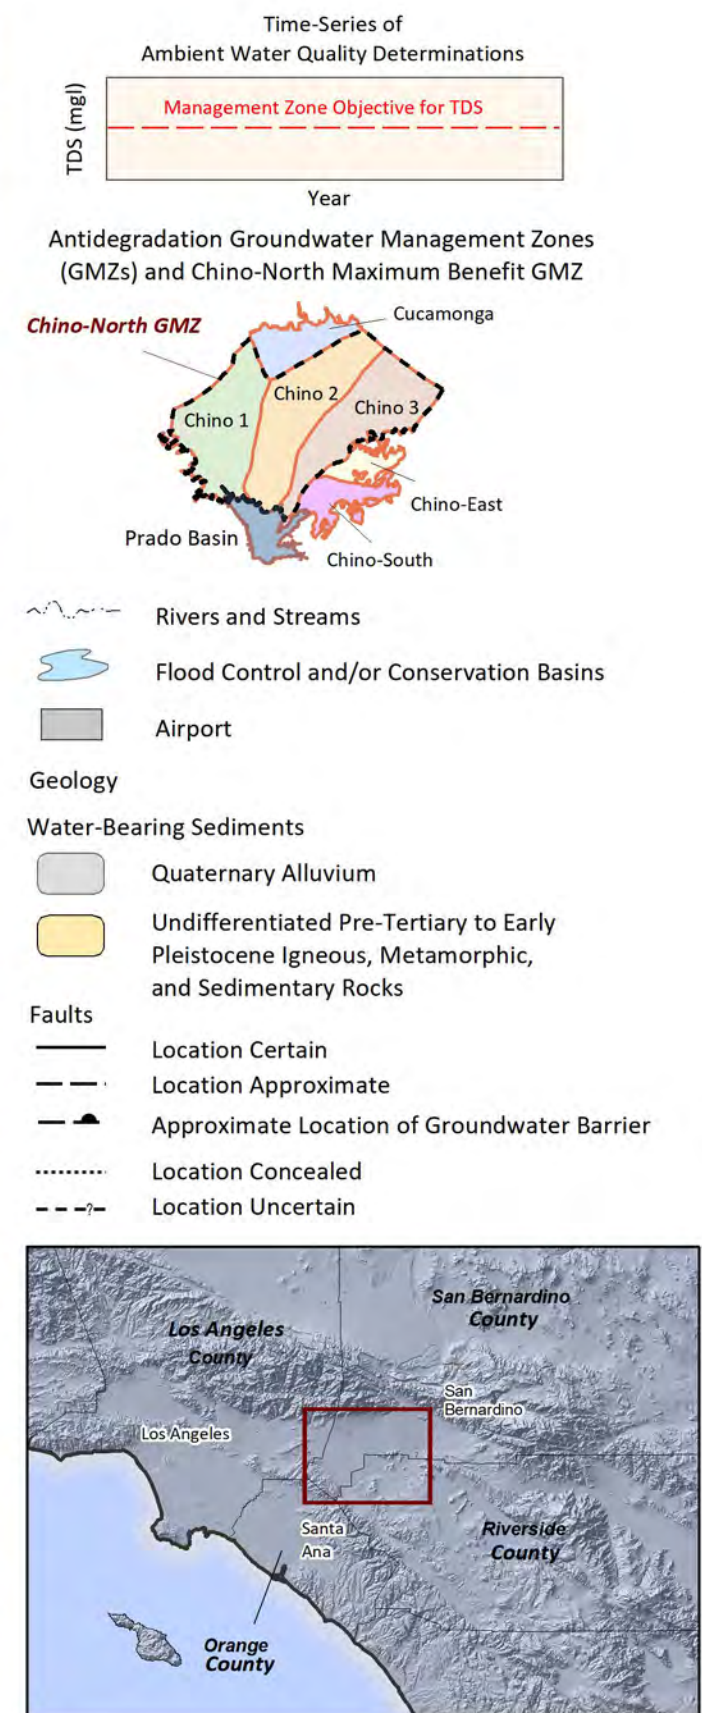 Time-Series of
Ambient Water Quality Determinations
TDS (mgl)
Management Zone Objective for TDS
Year
Antidegradation Groundwater Management Zones
(GMZs) and Chino-North Maximum Benefit GMZ
Chino-North GMZ
Cucamonga
Chino 2
Chino 3
Chino 1
Chino-East
Prado Basin
Chino-South
Rivers and Streams
Flood Control and/or Conservation Basins
Airport
Geology
Water-Bearing Sediments
Quaternary Alluvium
Undifferentiated Pre-Tertiary to Early
Pleistocene Igneous, Metamorphic,
and Sedimentary Rocks
Faults
Location Certain
Location Approximate
Approximate Location of Groundwater Barrier
Location Concealed
?
Location Uncertain
San Bernardino
County
Los Angeles
County
San
Bernardino
Los Angeles
Santa
Ana
Riverside
County
Orange
County